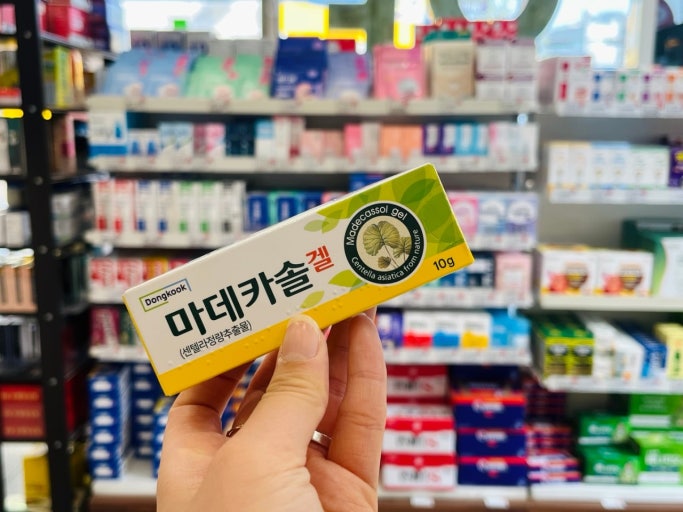 Dongkook
마데카솔겔
(센텔라정량추출물)
Madecassol gel
Centella asiatica from nature
10g